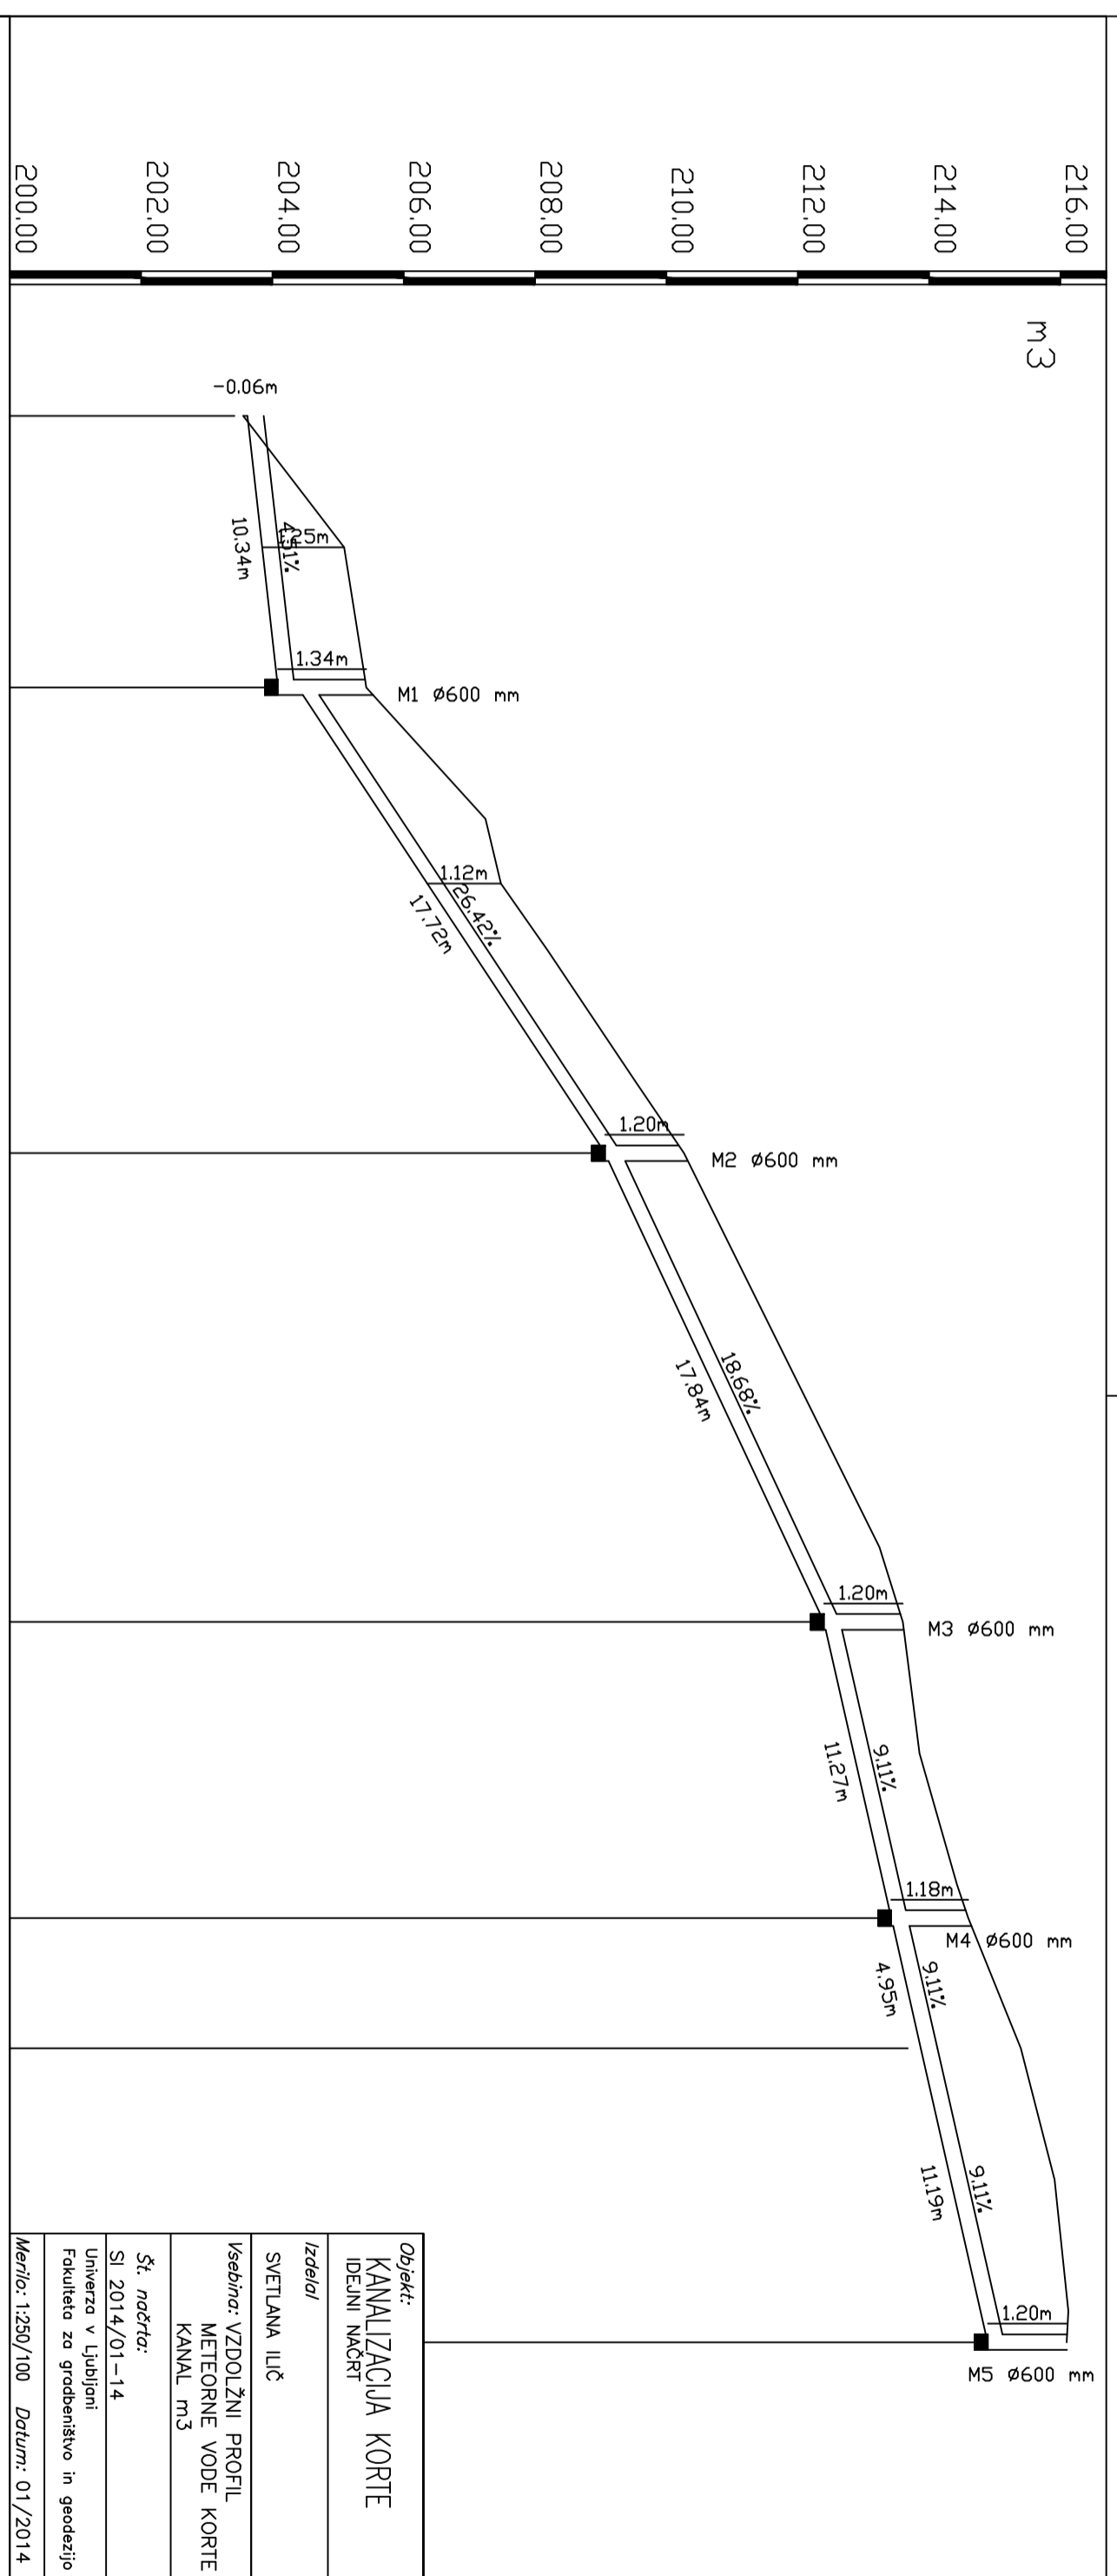 216.00
214.00
212.00
210.00
208.00
206.00
204.00
202.00
200.00
m3
-0.06m
1.25m
4.51%
10.34m
1.34m
M1 Ø600 mm
1.12m
26.42%
17.72m
1.20m
M2 Ø600 mm
18.68%
17.84m
1.20m
M3 Ø600 mm
9.11%
11.27m
1.18m
M4 Ø600 mm
9.11%
4.95m
9.11%
11.19m
1.20m
M5 Ø600 mm
Objekt:
KANALIZACIJA KORTE
IDEJNI NAČRT
Izdelal
SVETLANA ILIČ
Vsebina: VZDOLŽNI PROFIL
METEORNE VODE KORTE
KANAL m3
Št. načrta:
SI 2014/01-14
Univerza v Ljubljani
Fakulteta za gradbeništvo in geodezijo
Merilo: 1:250/100 Datum: 01/2014